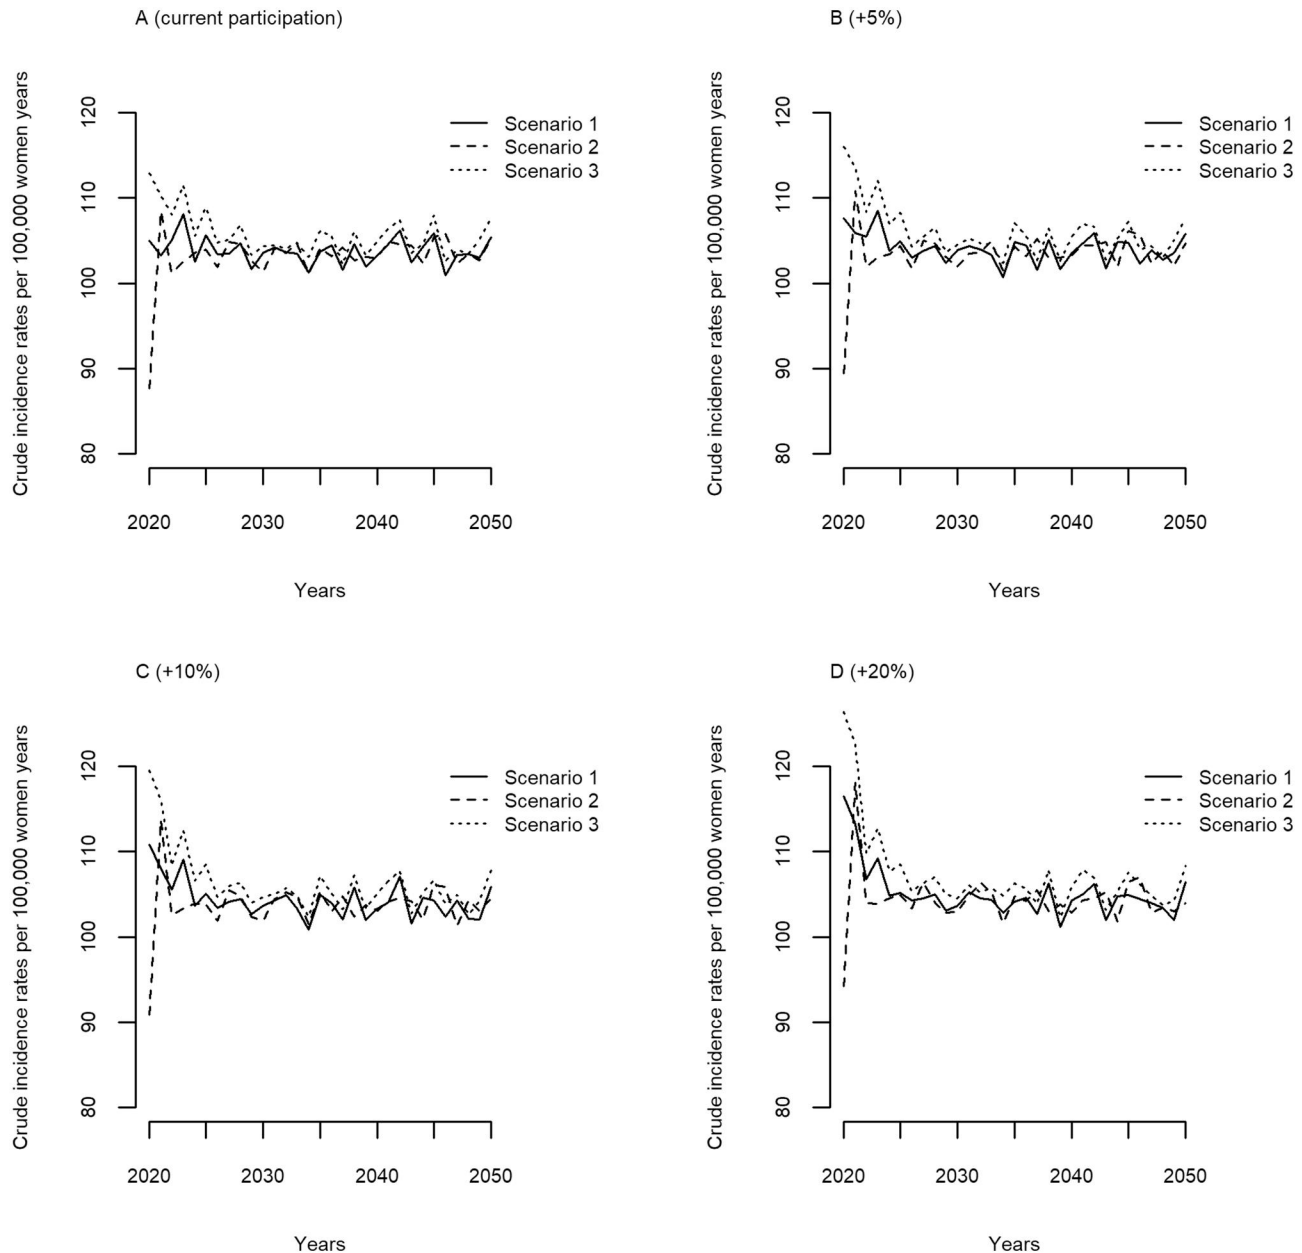 A (current participation)
Crude incidence rates per 100,000 women years
120
110
100
90
80
Scenario 1
Scenario 2
Scenario 3
2020 2030 2040 2050
Years
B (+5%)
Crude incidence rates per 100,000 women years
120
110
100
90
80
Scenario 1
Scenario 2
Scenario 3
2020 2030 2040 2050
Years
C (+10%)
Crude incidence rates per 100,000 women years
120
110
100
90
80
Scenario 1
Scenario 2
Scenario 3
2020 2030 2040 2050
Years
D (+20%)
Crude incidence rates per 100,000 women years
120
110
100
90
80
Scenario 1
Scenario 2
Scenario 3
2020 2030 2040 2050
Years